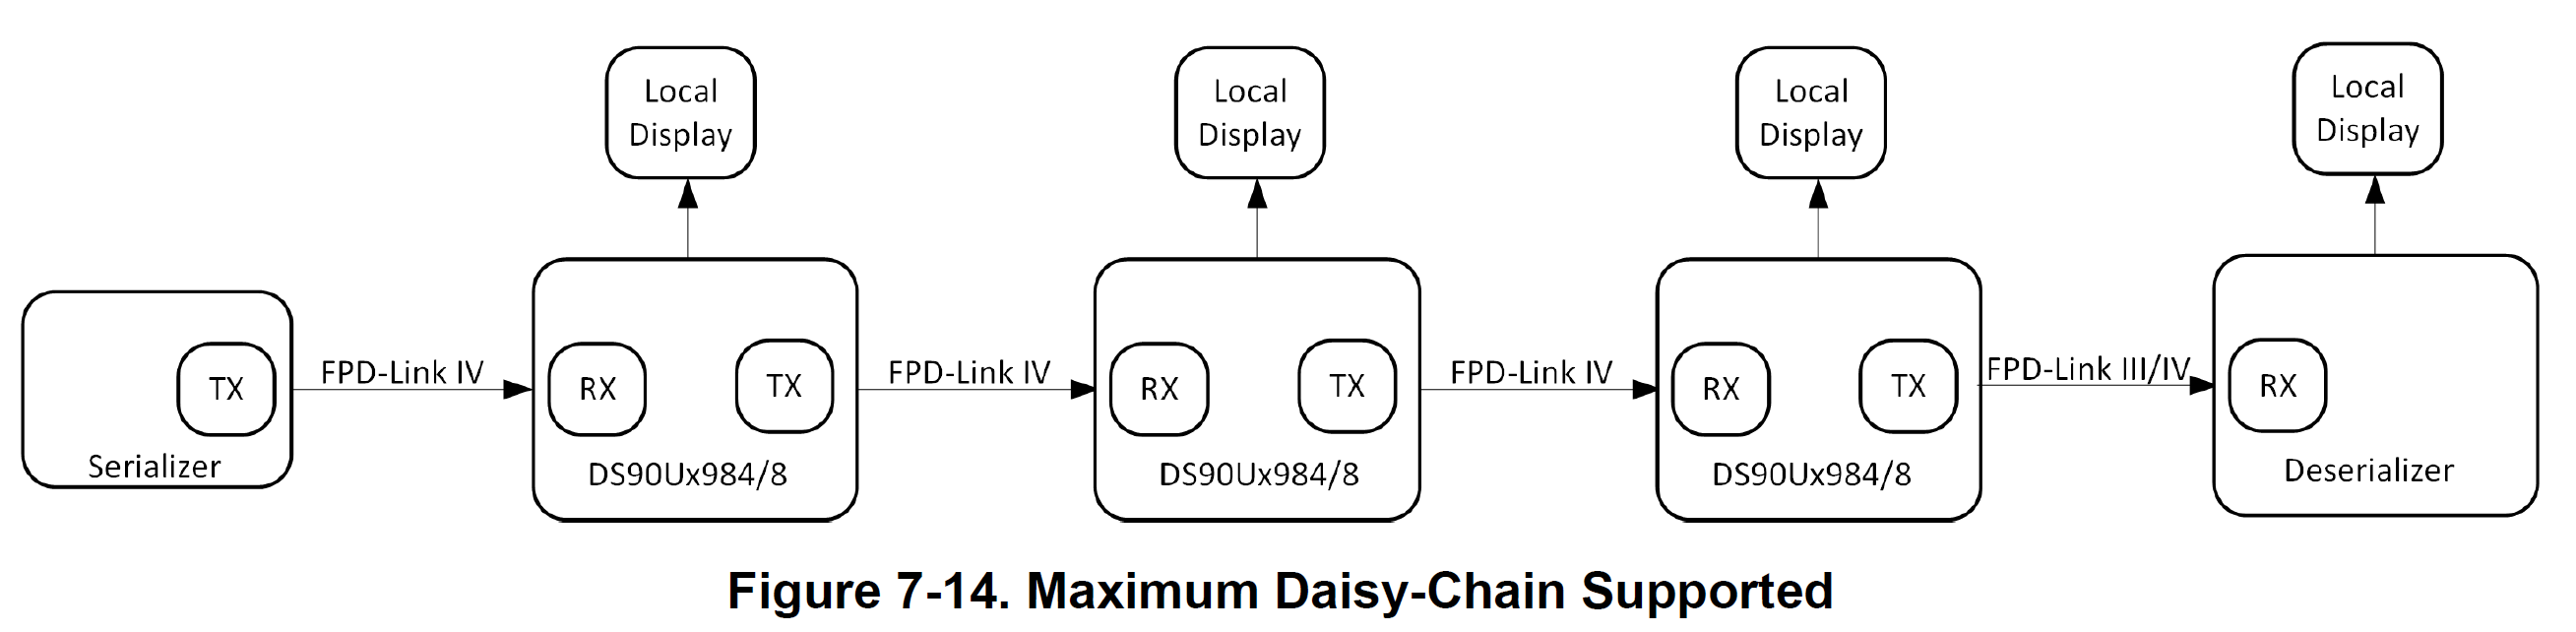 Local
Display
Local
Display
Local
Display
Local
Display
TX
Serializer
FPD-Link IV
RX
TX
DS90Ux984/8
FPD-Link IV
RX
TX
DS90Ux984/8
FPD-Link IV
RX
TX
DS90Ux984/8
FPD-Link III/IV
RX
Deserializer
Figure 7-14. Maximum Daisy-Chain Supported